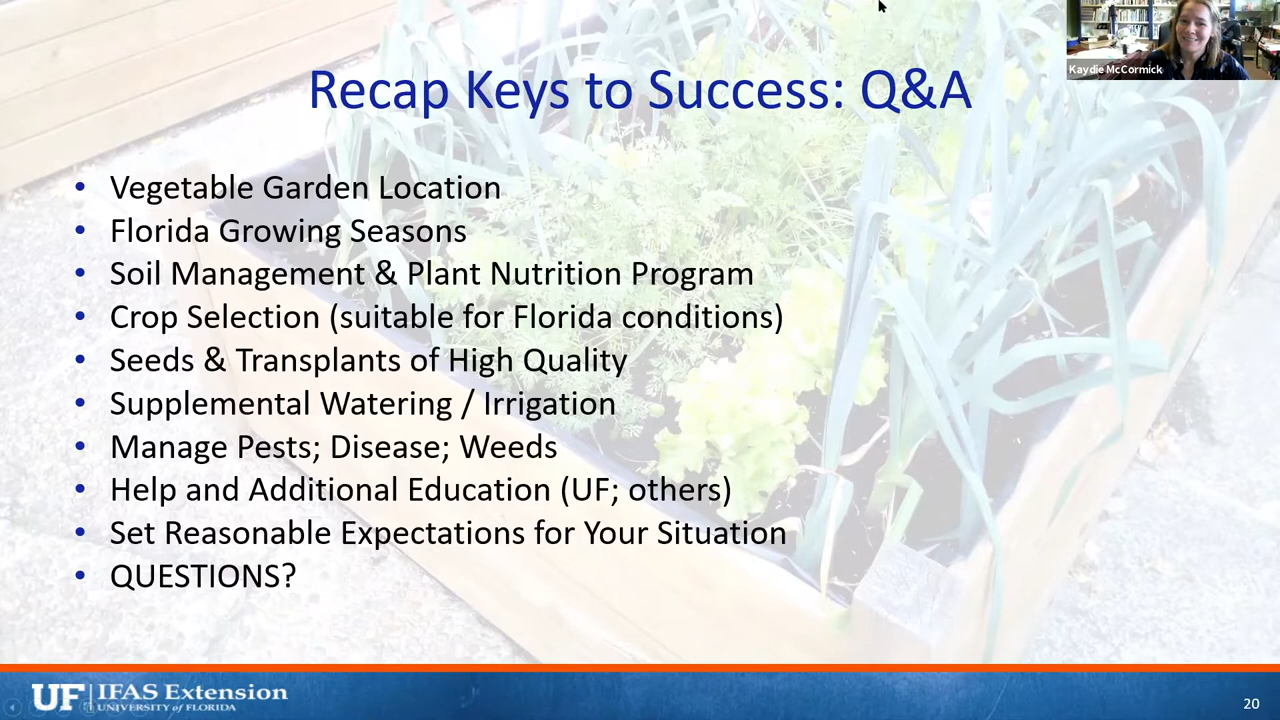 Kaydie McCormick
Recap Keys to Success: Q&A
• Vegetable Garden Location
• Florida Growing Seasons
• Soil Management & Plant Nutrition Program
• Crop Selection (suitable for Florida conditions)
• Seeds & Transplants of High Quality
• Supplemental Watering / Irrigation
• Manage Pests; Disease; Weeds
• Help and Additional Education (UF; others)
• Set Reasonable Expectations for Your Situation
• QUESTIONS?
UF IFAS Extension
UNIVERSITY of FLORIDA
20